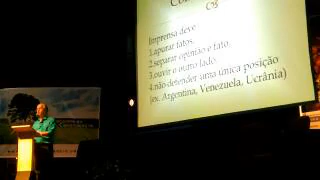 Imprensa deve
1.apurar fatos.
2.separar opinião e fato.
3.ouvir o outro lado.
4.não defender uma única posição
(ex. Argentina, Venezuela, Ucrânia)